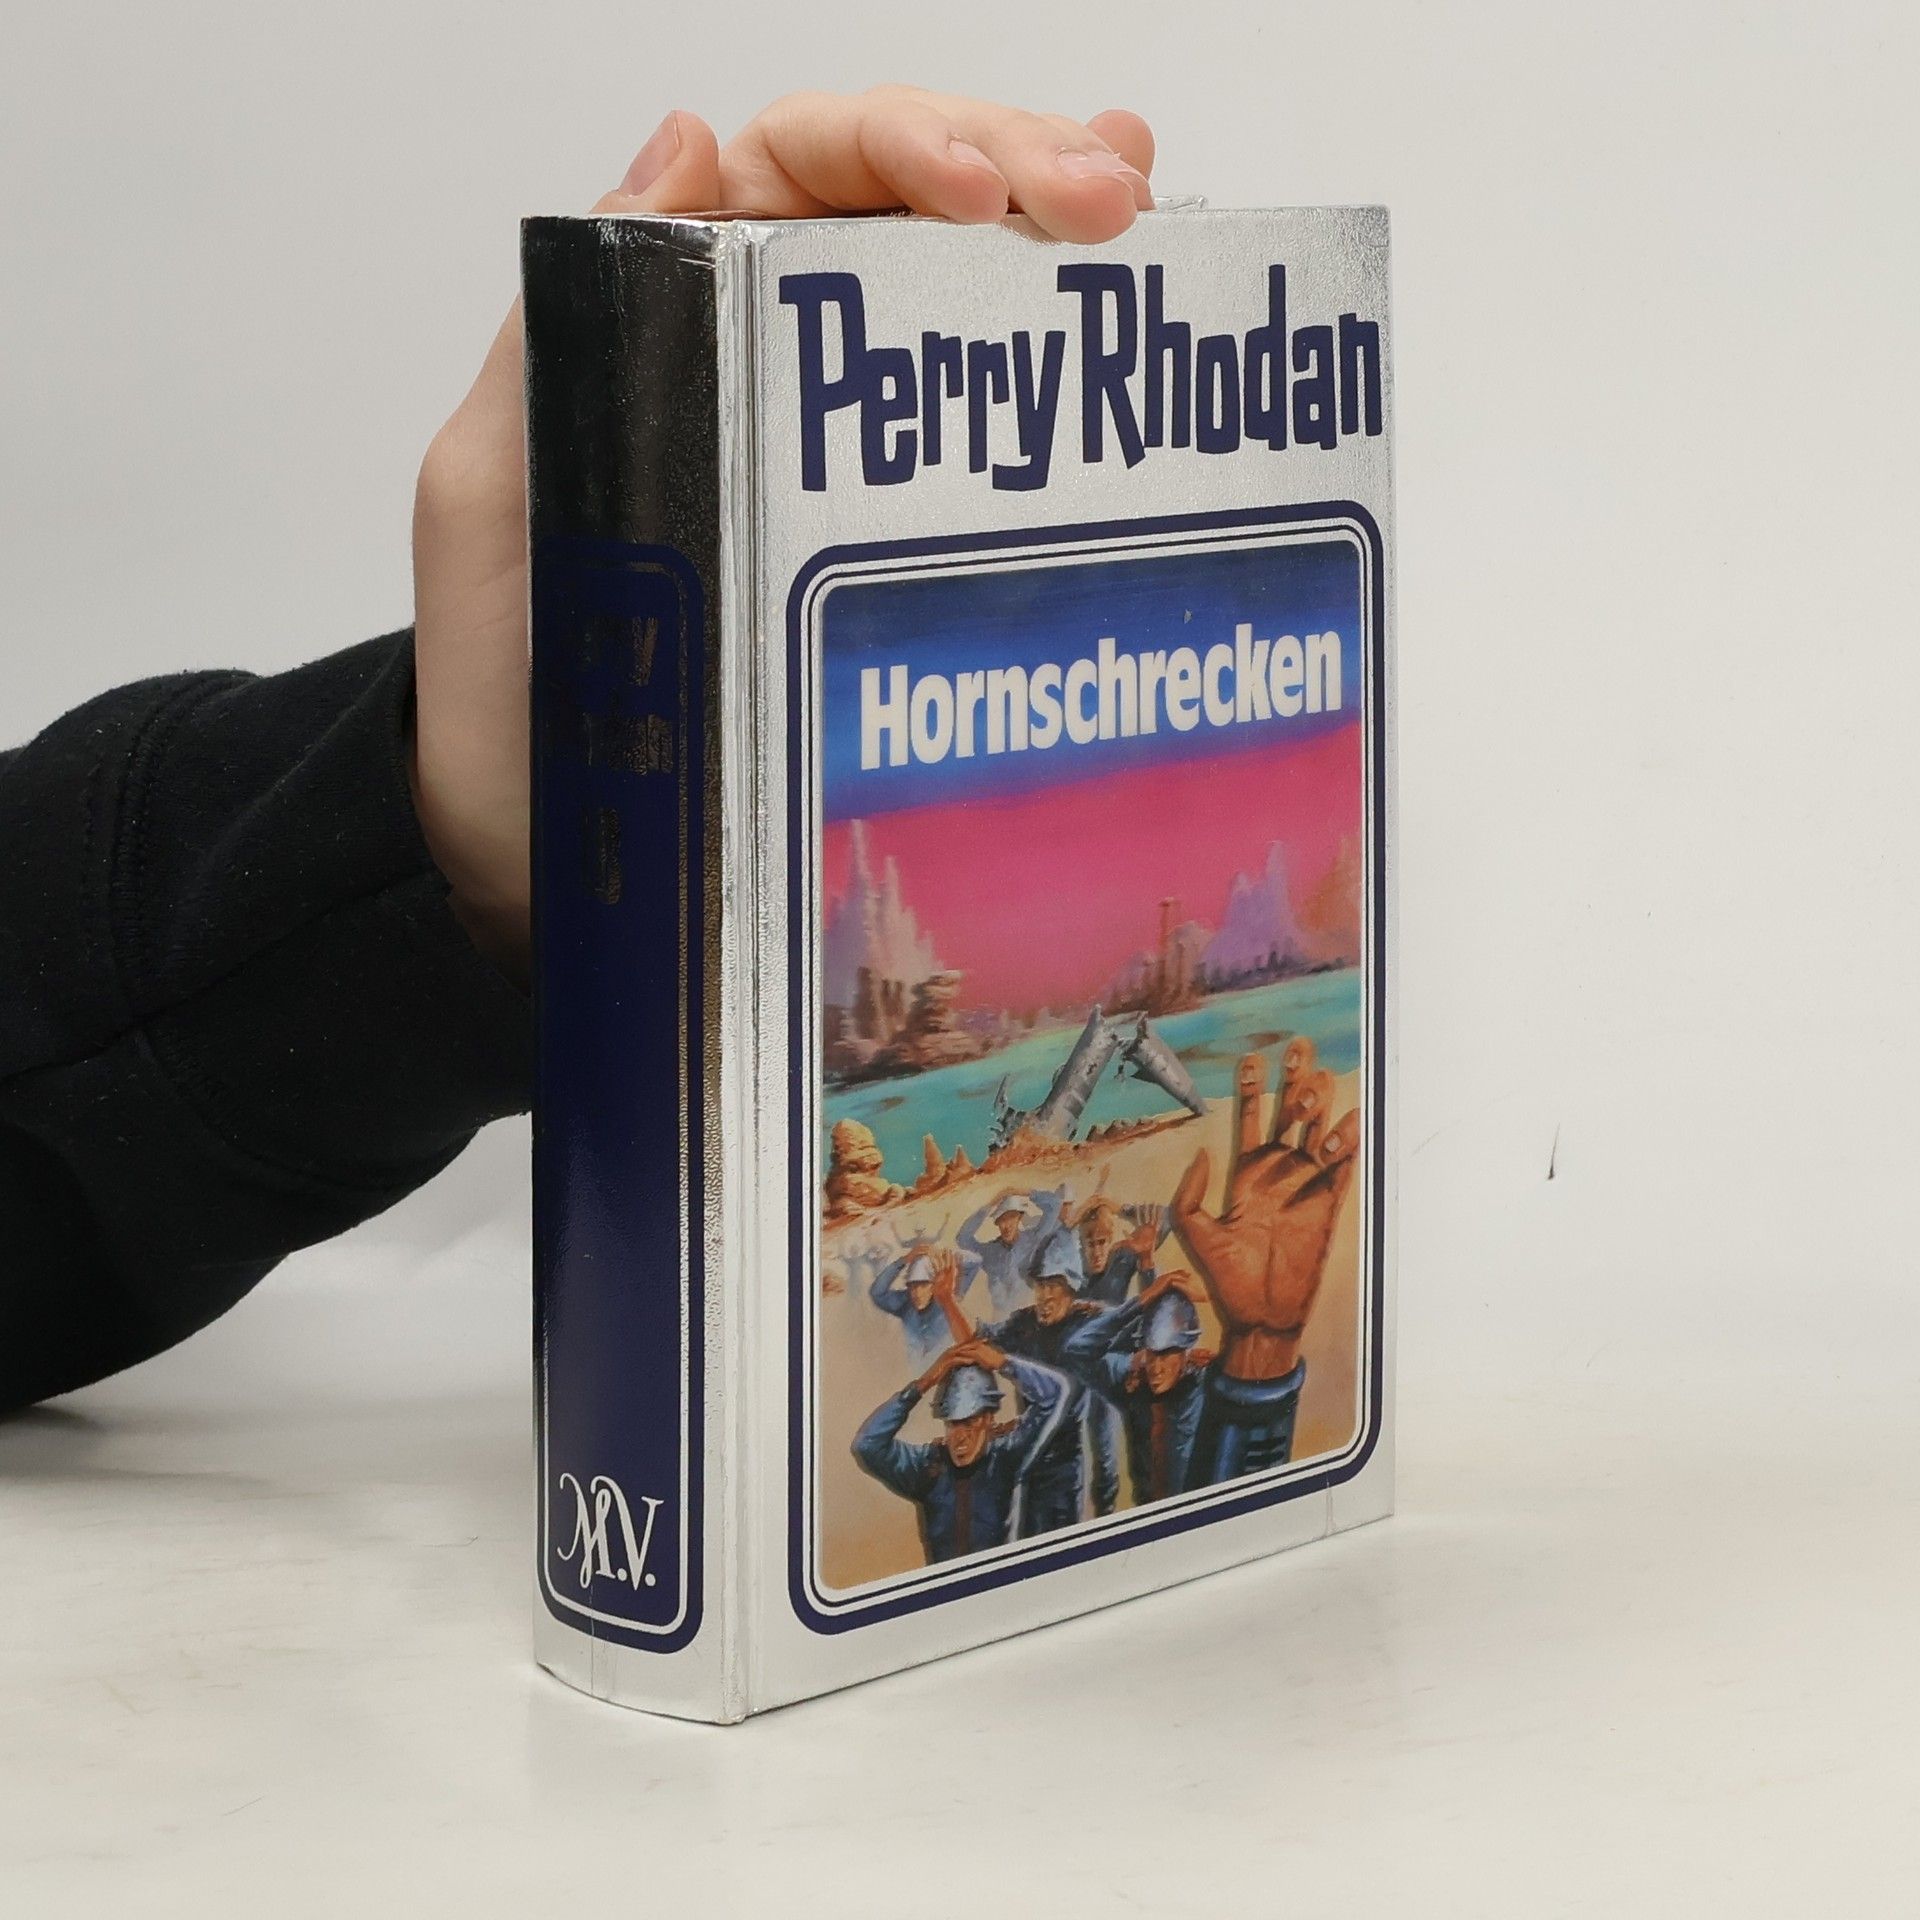 Perry Rhodan
Hornschrecken
M.V.